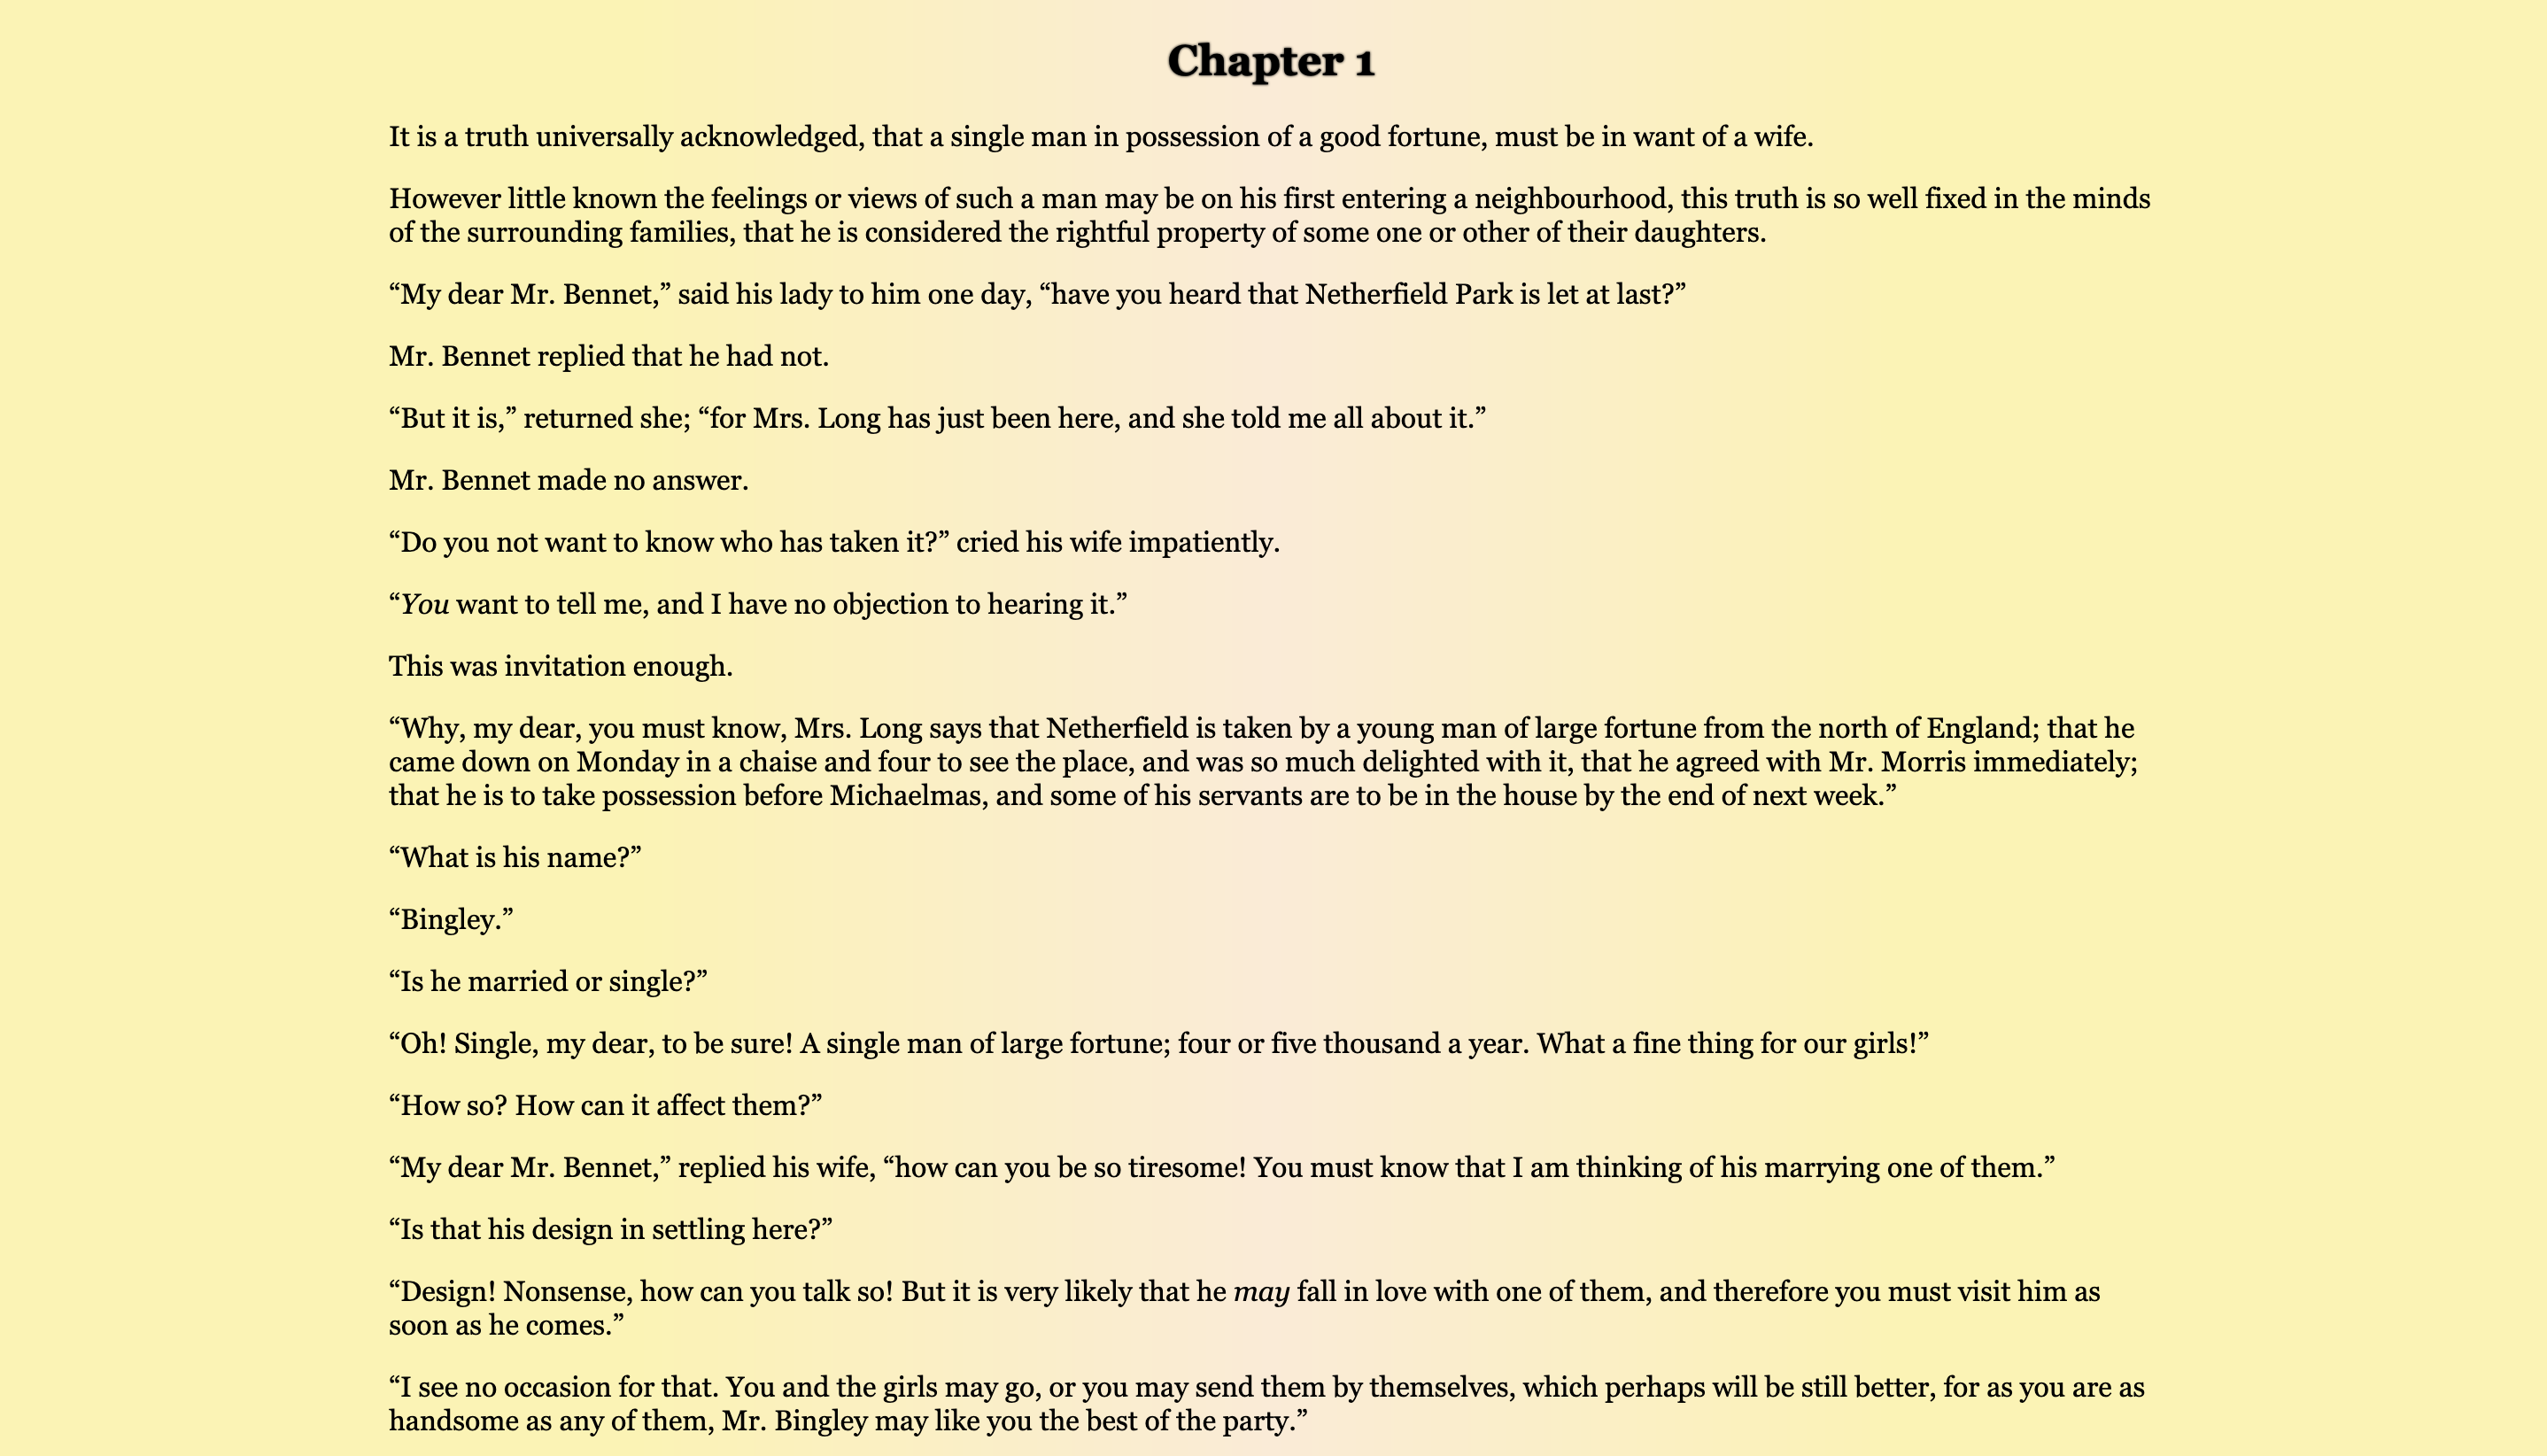 Chapter 1
It is a truth universally acknowledged, that a single man in possession of a good fortune, must be in want of a wife.
However little known the feelings or views of such a man may be on his first entering a neighbourhood, this truth is so well fixed in the minds
of the surrounding families, that he is considered the rightful property of some one or other of their daughters.
“My dear Mr. Bennet,” said his lady to him one day, “have you heard that Netherfield Park is let at last?”
Mr. Bennet replied that he had not.
“But it is,” returned she; “for Mrs. Long has just been here, and she told me all about it.”
Mr. Bennet made no answer.
“Do you not want to know who has taken it?” cried his wife impatiently.
“You want to tell me, and I have no objection to hearing it.”
This was invitation enough.
“Why, my dear, you must know, Mrs. Long says that Netherfield is taken by a young man of large fortune from the north of England; that he
came down on Monday in a chaise and four to see the place, and was so much delighted with it, that he agreed with Mr. Morris immediately;
that he is to take possession before Michaelmas, and some of his servants are to be in the house by the end of next week.”
“What is his name?”
“Bingley.”
“Is he married or single?”
“Oh! Single, my dear, to be sure! A single man of large fortune; four or five thousand a year. What a fine thing for our girls!”
“How so? How can it affect them?”
“My dear Mr. Bennet,” replied his wife, “how can you be so tiresome! You must know that I am thinking of his marrying one of them.”
“Is that his design in settling here?”
“Design! Nonsense, how can you talk so! But it is very likely that he may fall in love with one of them, and therefore you must visit him as
soon as he comes.”
“I see no occasion for that. You and the girls may go, or you may send them by themselves, which perhaps will be still better, for as you are as
handsome as any of them, Mr. Bingley may like you the best of the party.”